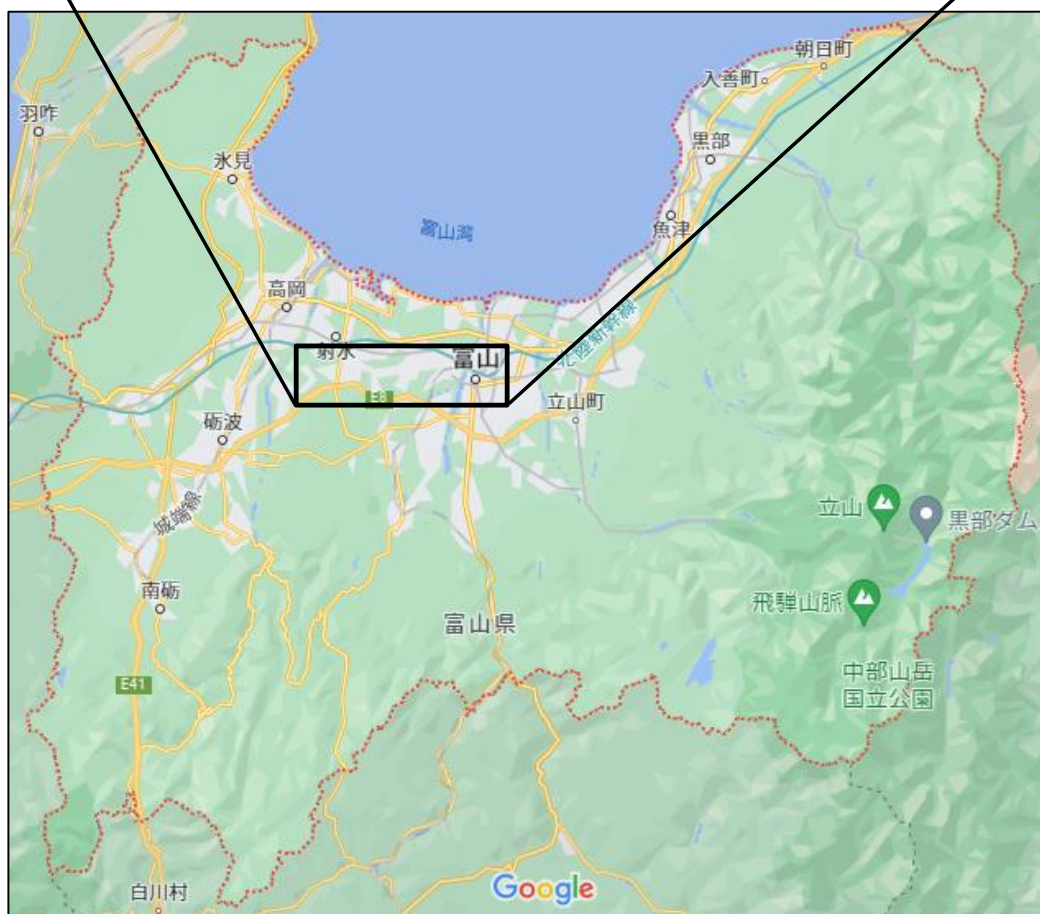 朝日町
入善町
羽咋
黒部
氷見
魚津
富山湾
高岡
北陸新幹線
射水
富山
E8
立山町
砺波
城端線
立山
黒部ダム
南砺
飛騨山脈
富山県
中部山岳
国立公園
E41
白川村
Google